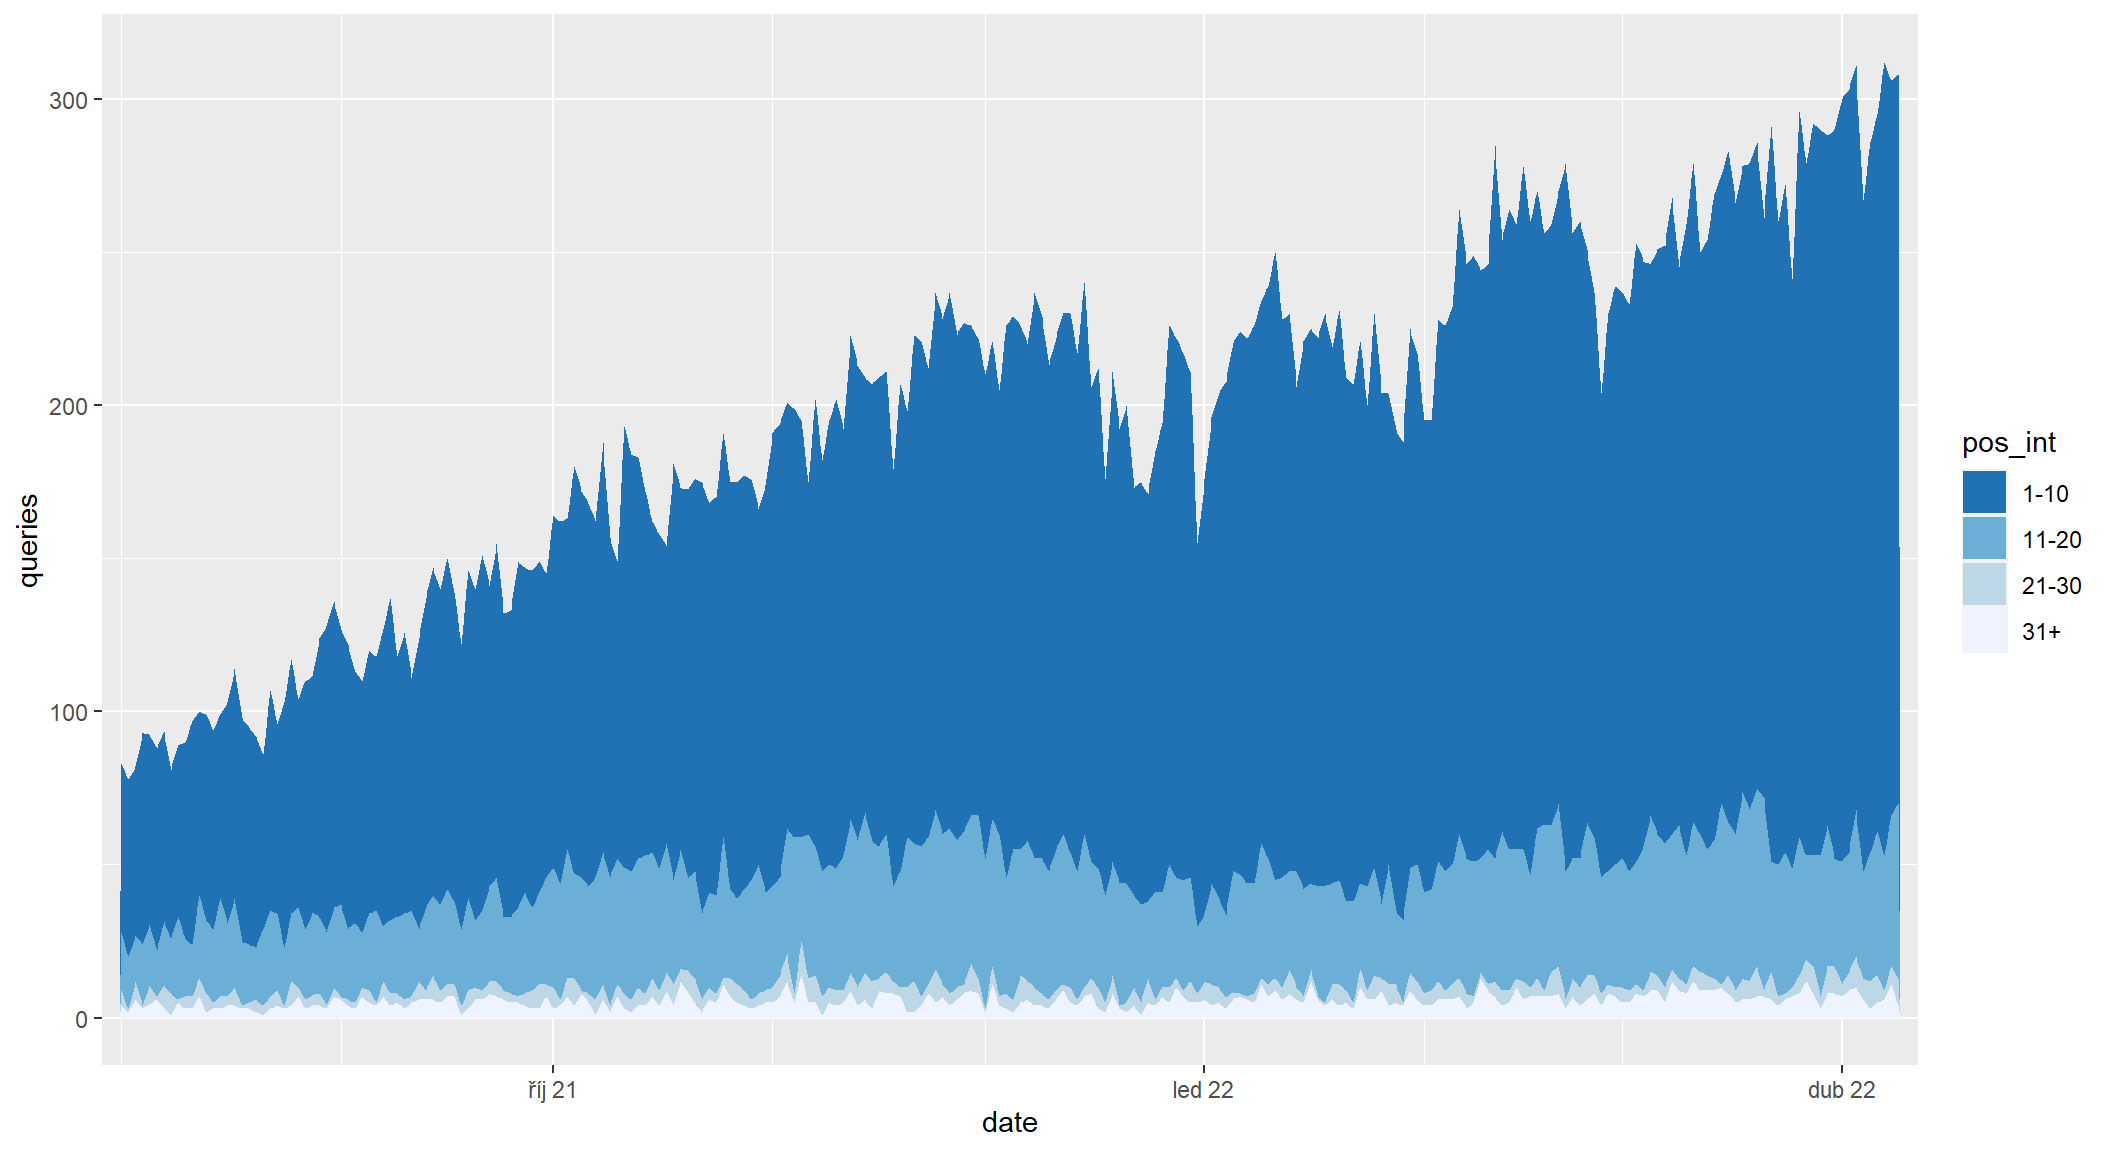 300
200
100
0
queries
říj 21
led 22
dub 22
date
pos_int
1-10
11-20
21-30
31+